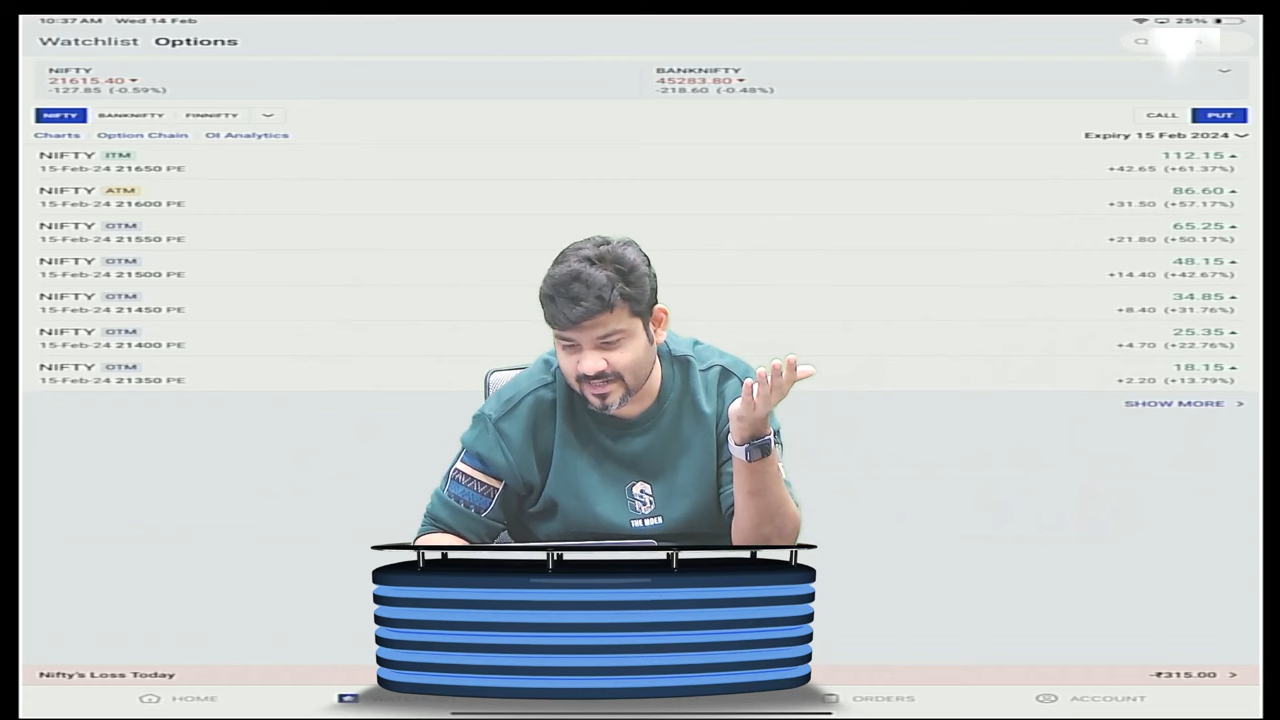 10:37 AM Wed 14 Feb 25%
Watchlist Options
NIFTY BANKNIFTY
21615.40 45283.80
-127.85 (-0.59%) -218.60 (-0.48%)
NIFTY BANKNIFTY FINNIFTY CALL PUT
Charts Option Chain OI Analytics Expiry 15 Feb 2024
NIFTY ITM 112.15
15-Feb-24 21650 PE +42.65 (+61.37%)
NIFTY ATM 86.60
15-Feb-24 21600 PE +31.50 (+57.17%)
NIFTY OTM 65.25
15-Feb-24 21550 PE +21.80 (+50.17%)
NIFTY OTM 48.15
15-Feb-24 21500 PE +14.40 (+42.67%)
NIFTY OTM 34.85
15-Feb-24 21450 PE +8.40 (+31.76%)
NIFTY OTM 25.35
15-Feb-24 21400 PE +4.70 (+22.76%)
NIFTY OTM 18.15
15-Feb-24 21350 PE +2.20 (+13.79%)
SHOW MORE >
THE MOEH
Nifty's Loss Today -₹315.00 >
HOME ORDERS ACCOUNT